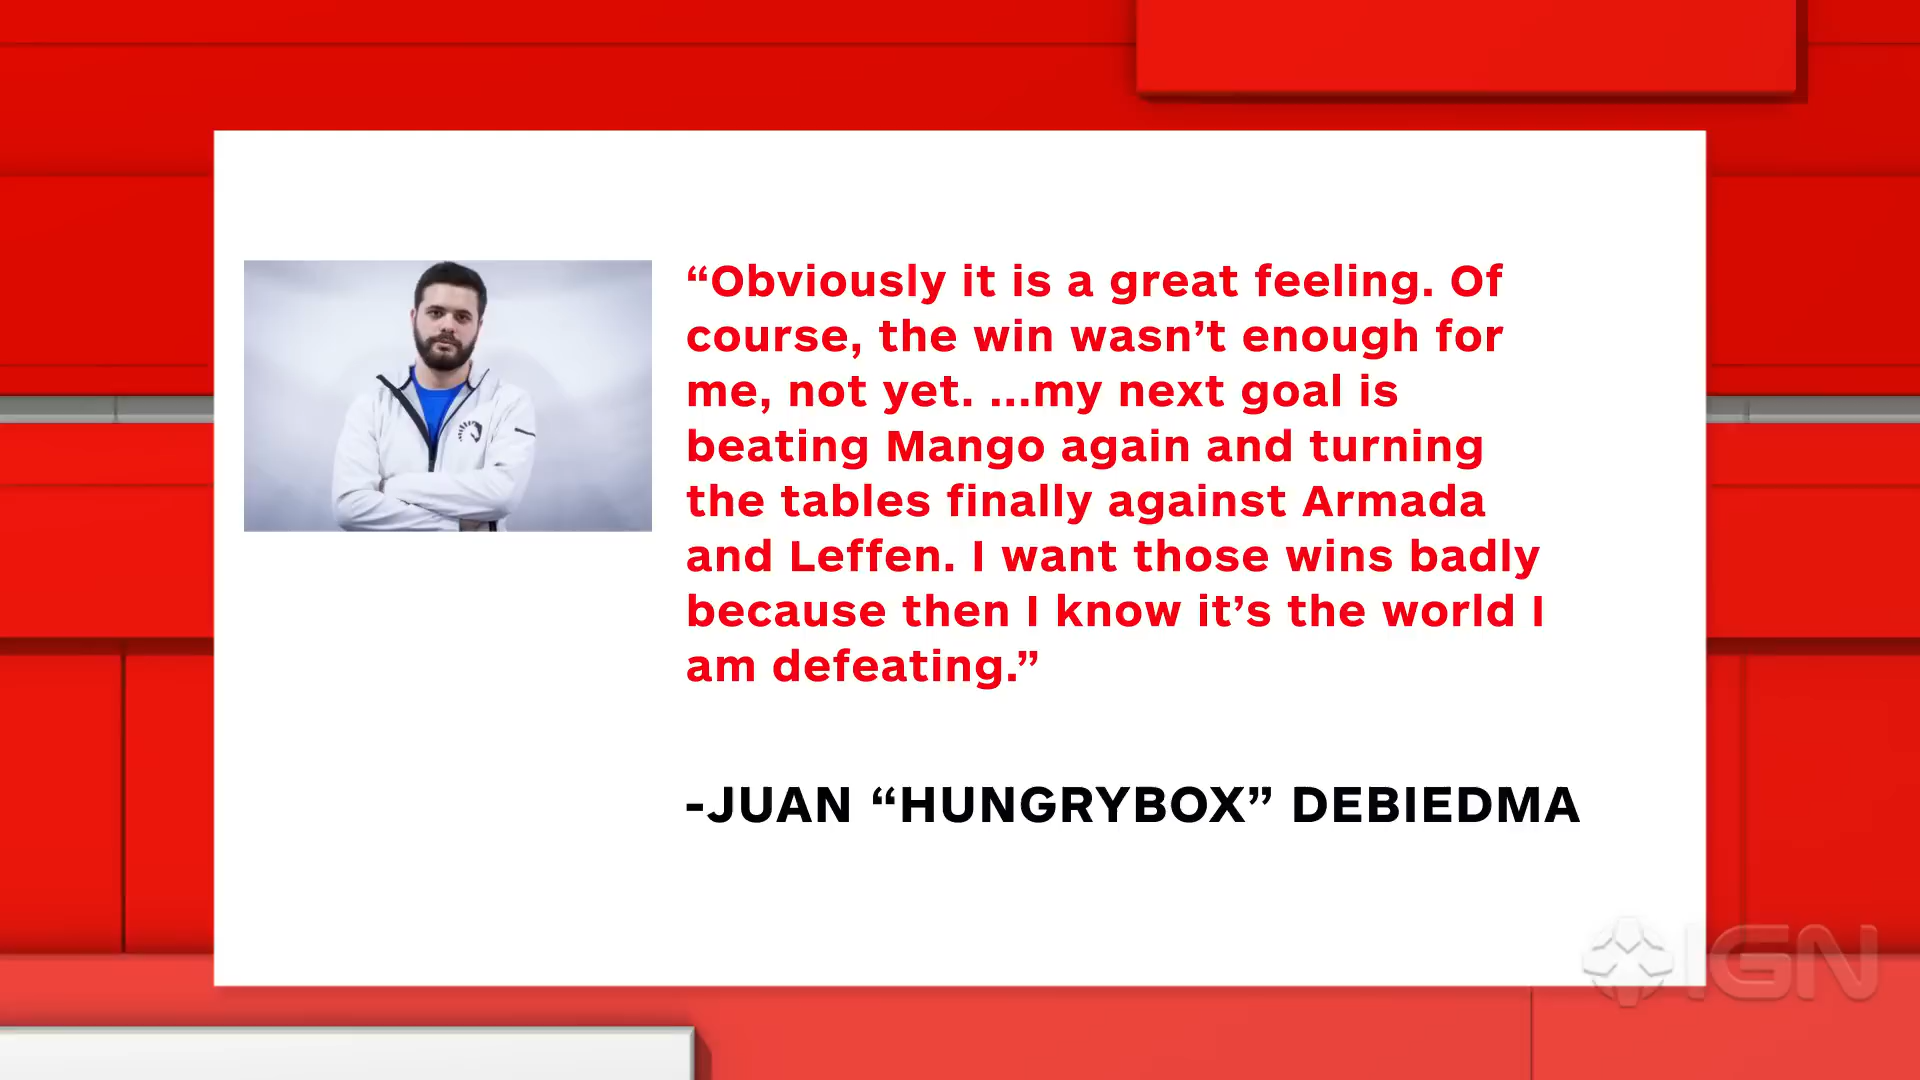 “Obviously it is a great feeling. Of
course, the win wasn’t enough for
me, not yet. ...my next goal is
beating Mango again and turning
the tables finally against Armada
and Leffen. I want those wins badly
because then I know it’s the world I
am defeating.”
-JUAN “HUNGRYBOX” DEBIEDMA
IGN